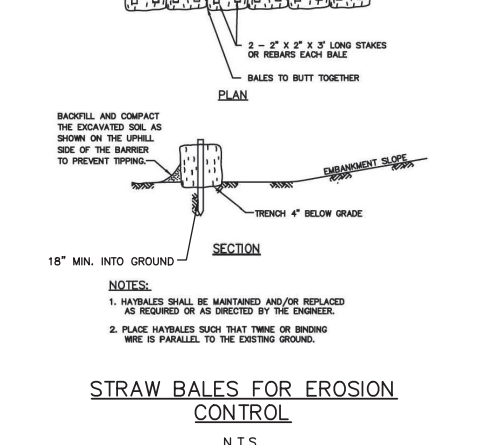 2 - 2" X 2" X 3' LONG STAKES
OR REBARS EACH BALE
BALES TO BUTT TOGETHER
PLAN
BACKFILL AND COMPACT
THE EXCAVATED SOIL AS
SHOWN ON THE UPHILL
SIDE OF THE BARRIER
TO PREVENT TIPPING.
EMBANKMENT SLOPE
TRENCH 4" BELOW GRADE
SECTION
18" MIN. INTO GROUND
NOTES:
1. HAYBALES SHALL BE MAINTAINED AND/OR REPLACED
AS REQUIRED OR AS DIRECTED BY THE ENGINEER.
2. PLACE HAYBALES SUCH THAT TWINE OR BINDING
WIRE IS PARALLEL TO THE EXISTING GROUND.
STRAW BALES FOR EROSION
CONTROL
N.T.S.